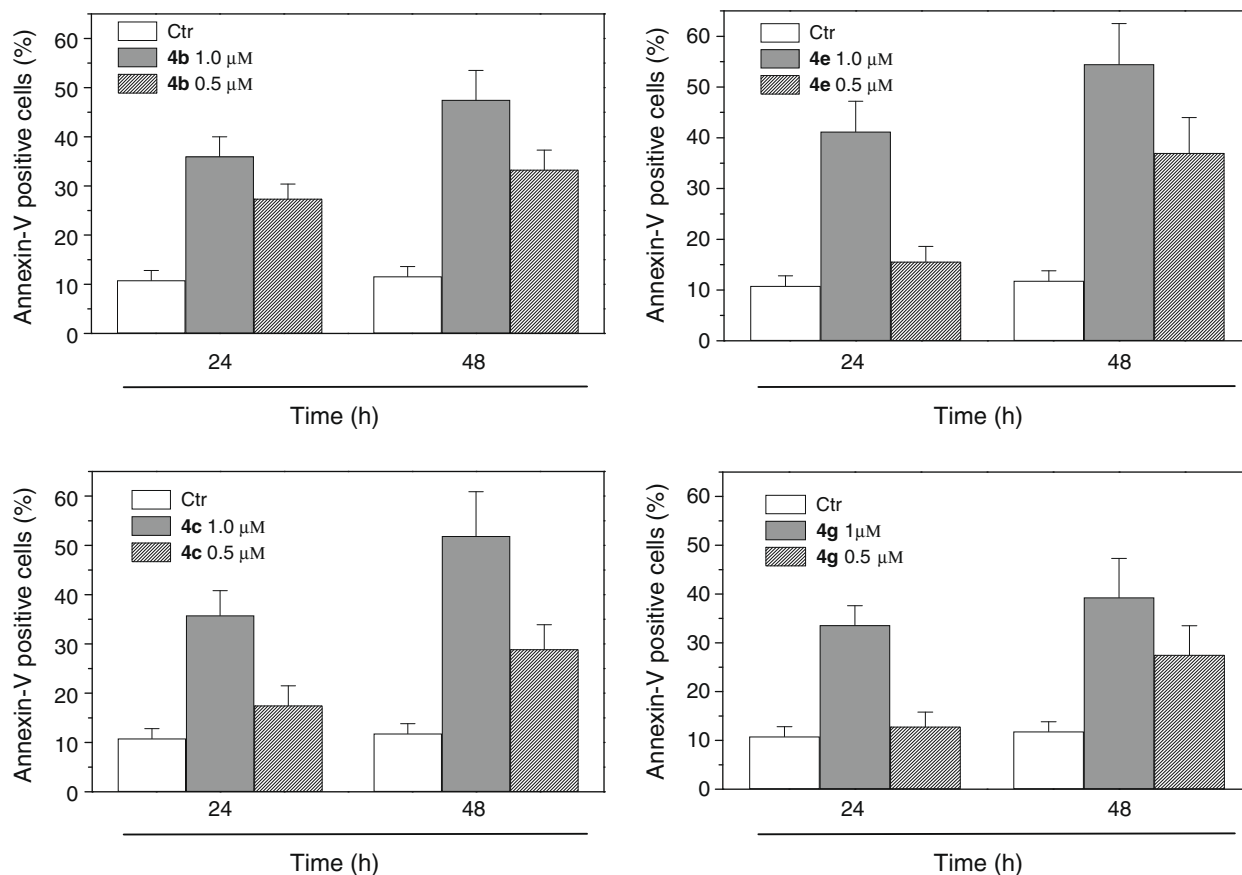 Annexin-V positive cells (%)
60
50
40
30
20
10
0
Ctr
4b 1.0 µM
4b 0.5 µM
24
48
Time (h)
Annexin-V positive cells (%)
60
50
40
30
20
10
0
Ctr
4e 1.0 µM
4e 0.5 µM
24
48
Time (h)
Annexin-V positive cells (%)
60
50
40
30
20
10
0
Ctr
4c 1.0 µM
4c 0.5 µM
24
48
Time (h)
Annexin-V positive cells (%)
60
50
40
30
20
10
0
Ctr
4g 1µM
4g 0.5 µM
24
48
Time (h)